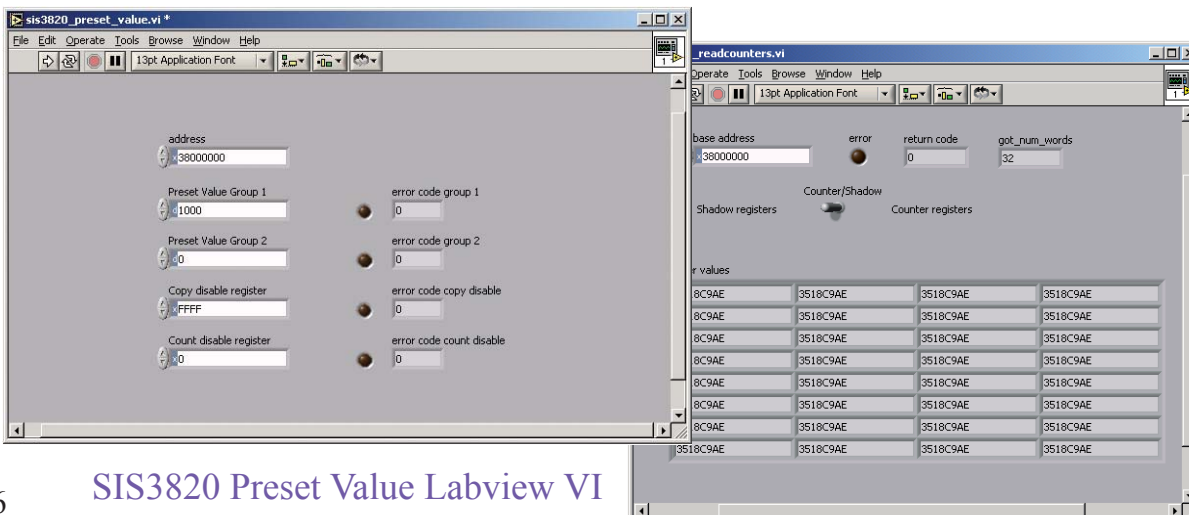 sis3820_preset_value.vi *
File Edit Operate Tools Browse Window Help
13pt Application Font
1
address
x 38000000
Preset Value Group 1
error code group 1
d 1000
0
Preset Value Group 2
error code group 2
d 0
0
Copy disable register
error code copy disable
x FFFF
0
Count disable register
error code count disable
x 0
0
_readcounters.vi
Operate Tools Browse Window Help
13pt Application Font
1
base address
error
return code
got_num_words
x 38000000
0
32
Counter/Shadow
Shadow registers
Counter registers
r values
8C9AE 3518C9AE 3518C9AE 3518C9AE
8C9AE 3518C9AE 3518C9AE 3518C9AE
8C9AE 3518C9AE 3518C9AE 3518C9AE
8C9AE 3518C9AE 3518C9AE 3518C9AE
8C9AE 3518C9AE 3518C9AE 3518C9AE
8C9AE 3518C9AE 3518C9AE 3518C9AE
8C9AE 3518C9AE 3518C9AE 3518C9AE
3518C9AE 3518C9AE 3518C9AE 3518C9AE
6
SIS3820 Preset Value Labview VI